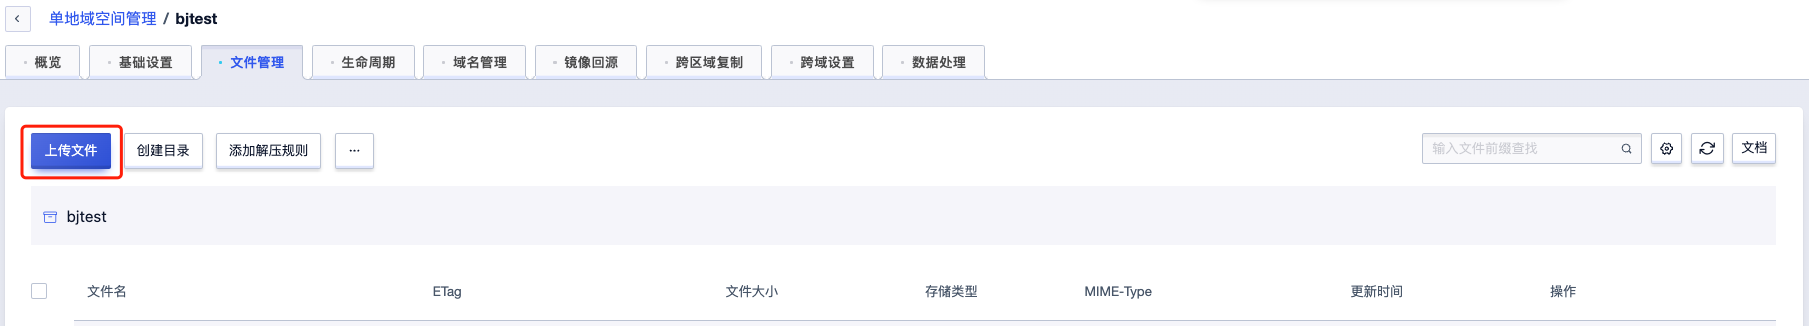 单地域空间管理 / bjtest
概览 基础设置 文件管理 生命周期 域名管理 镜像回源 跨区域复制 跨域设置 数据处理
上传文件 创建目录 添加解压规则 ... 输入文件前缀查找 文档
bjtest
文件名 ETag 文件大小 存储类型 MIME-Type 更新时间 操作